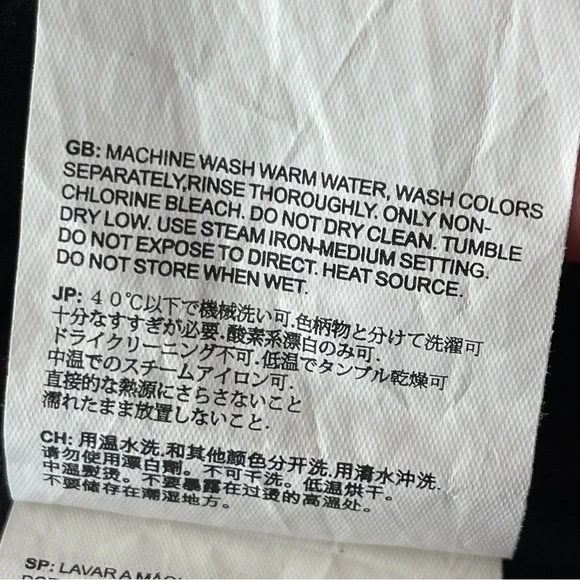 GB: MACHINE WASH WARM WATER, WASH COLORS
SEPARATELY,RINSE THOROUGHLY. ONLY NON-
CHLORINE BLEACH. DO NOT DRY CLEAN. TUMBLE
DRY LOW. USE STEAM IRON-MEDIUM SETTING.
DO NOT EXPOSE TO DIRECT. HEAT SOURCE.
DO NOT STORE WHEN WET.
JP: 40℃以下で機械洗い可.色柄物と分けて洗濯可
十分なすすぎが必要.酸素系漂白のみ可.
ドライクリーニング不可.低温でタンブル乾燥可
中温でのスチームアイロン可.
直接的な熱源にさらさないこと
濡れたまま放置しないこと.
CH: 用温水洗.和其他颜色分开洗.用清水冲洗.
请勿使用漂白劑。不可干洗。低温烘干。
中温熨烫。不要暴露在过烫的高温处。
不要储存在潮湿地方。
SP: LAVAR A